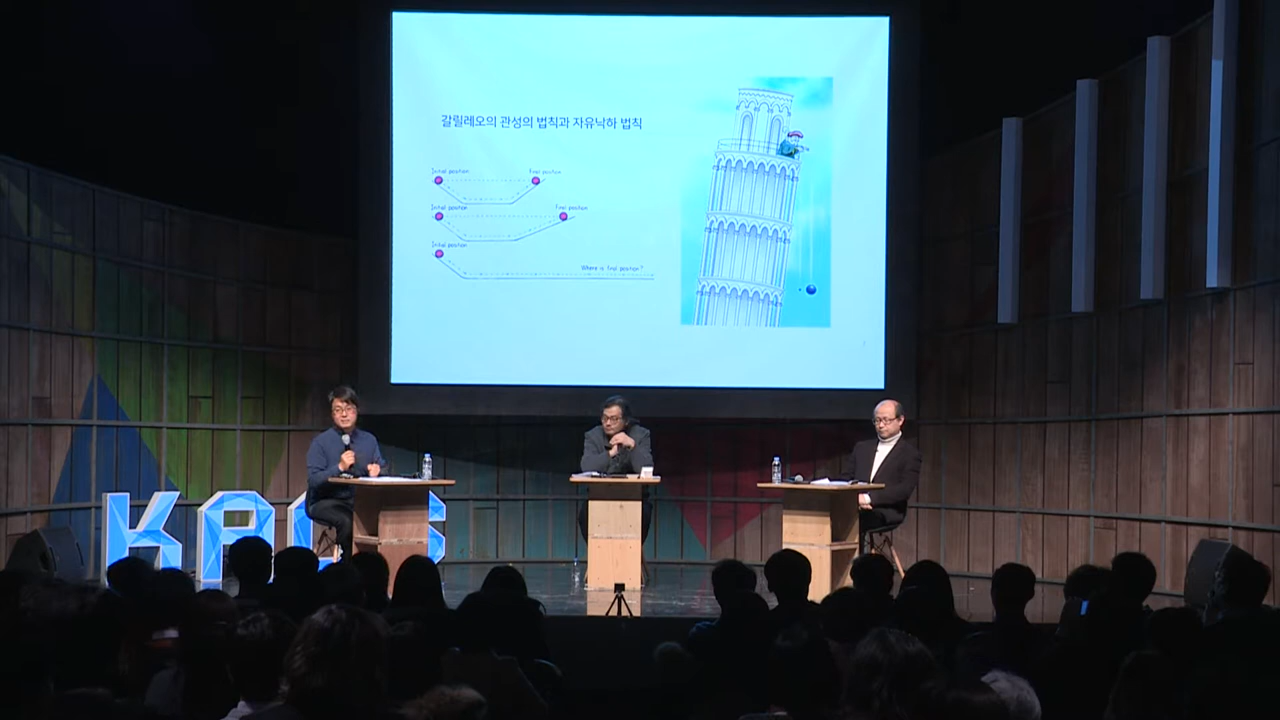 갈릴레오의 관성의 법칙과 자유낙하 법칙
Initial position
Final position
Initial position
Final position
Initial position
Where is final position?
KAOS